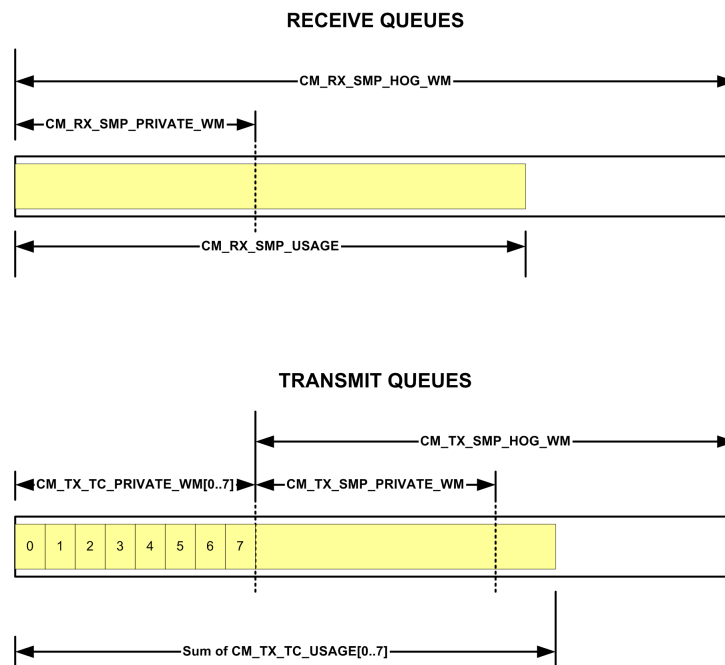 RECEIVE QUEUES
CM_RX_SMP_HOG_WM
CM_RX_SMP_PRIVATE_WM
CM_RX_SMP_USAGE
TRANSMIT QUEUES
CM_TX_SMP_HOG_WM
CM_TX_TC_PRIVATE_WM[0..7] CM_TX_SMP_PRIVATE_WM
0 1 2 3 4 5 6 7
Sum of CM_TX_TC_USAGE[0..7]